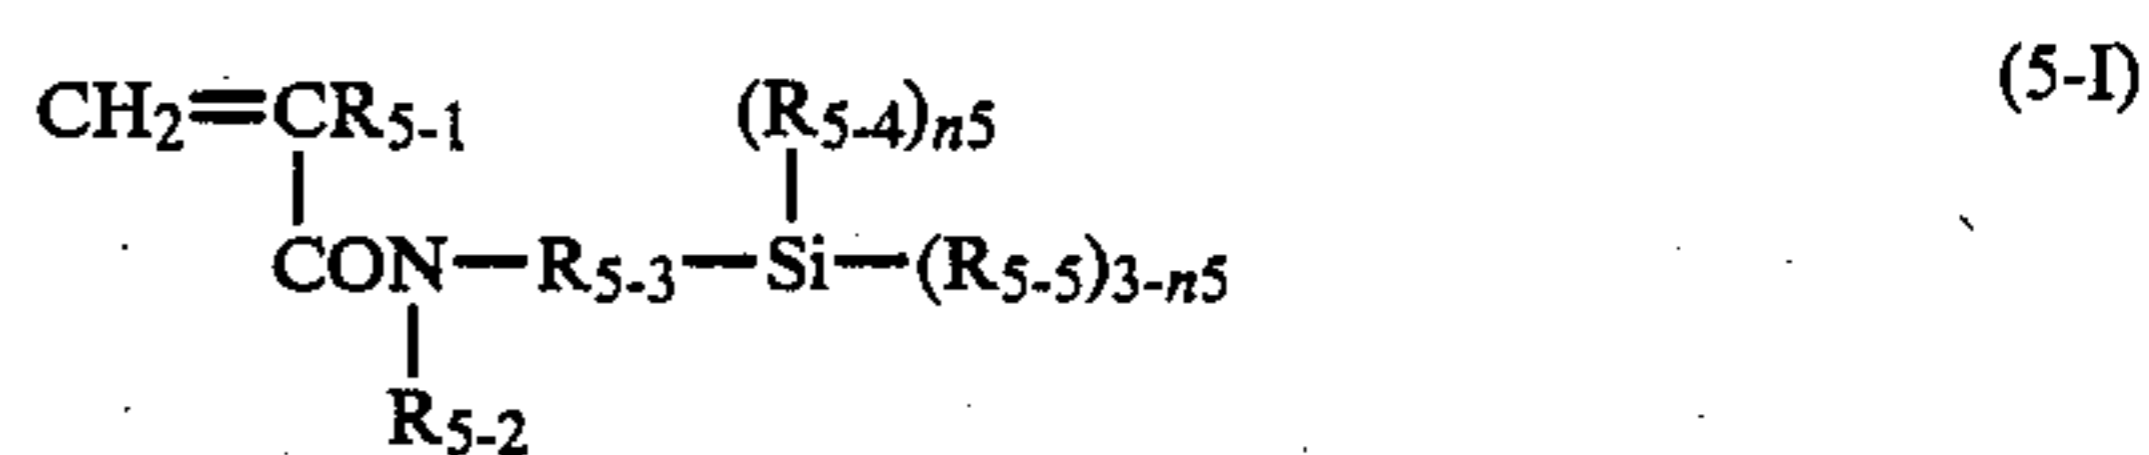 CH₂=CR₅₋₁ (R₅₋₄)ₙ₅ (5-I)
CON—R₅₋₃—Si—(R₅₋₅)₃₋ₙ₅
R₅₋₂